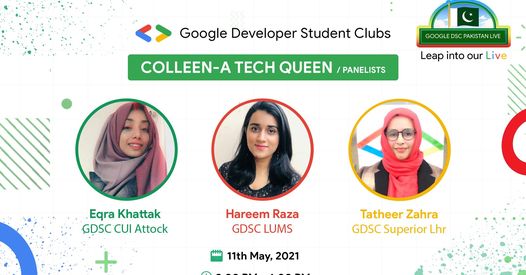 Google Developer Student Clubs
GOOGLE DSC PAKISTAN LIVE
Leap into our Live
COLLEEN-A TECH QUEEN / PANELISTS
Eqra Khattak
GDSC CUI Attock
Hareem Raza
GDSC LUMS
Tatheer Zahra
GDSC Superior Lhr
11th May, 2021